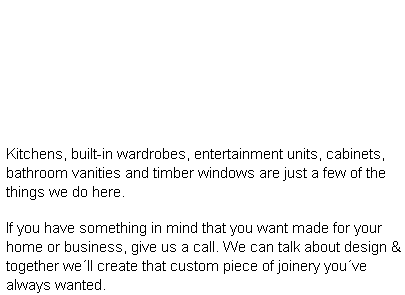 Kitchens, built-in wardrobes, entertainment units, cabinets,
bathroom vanities and timber windows are just a few of the
things we do here.
If you have something in mind that you want made for your
home or business, give us a call. We can talk about design &
together we´ll create that custom piece of joinery you´ve
always wanted.